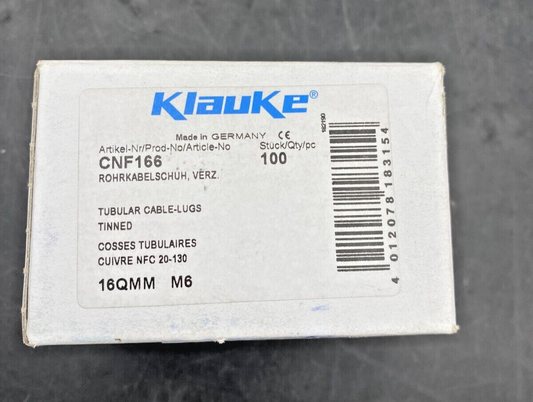 Klauke®
Made in GERMANY CE
Artikel-Nr/Prod-No/Article-No Stück/Qty/pc
CNF166 100
ROHRKABELSCHUH, VERZ.
TUBULAR CABLE-LUGS
TINNED
COSSES TUBULAIRES
CUIVRE NFC 20-130
16QMM M6
4 012078 183154